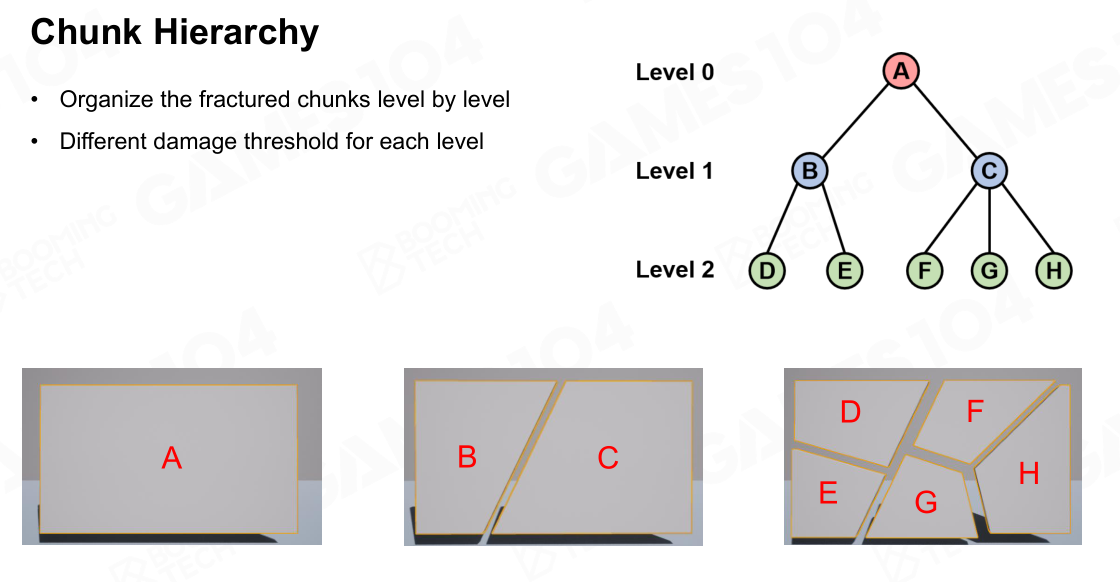 Chunk Hierarchy
• Organize the fractured chunks level by level
• Different damage threshold for each level
Level 0
A
Level 1
B
C
Level 2
D
E
F
G
H
A
B
C
D
F
E
G
H
GAMES104
BOOMING TECH